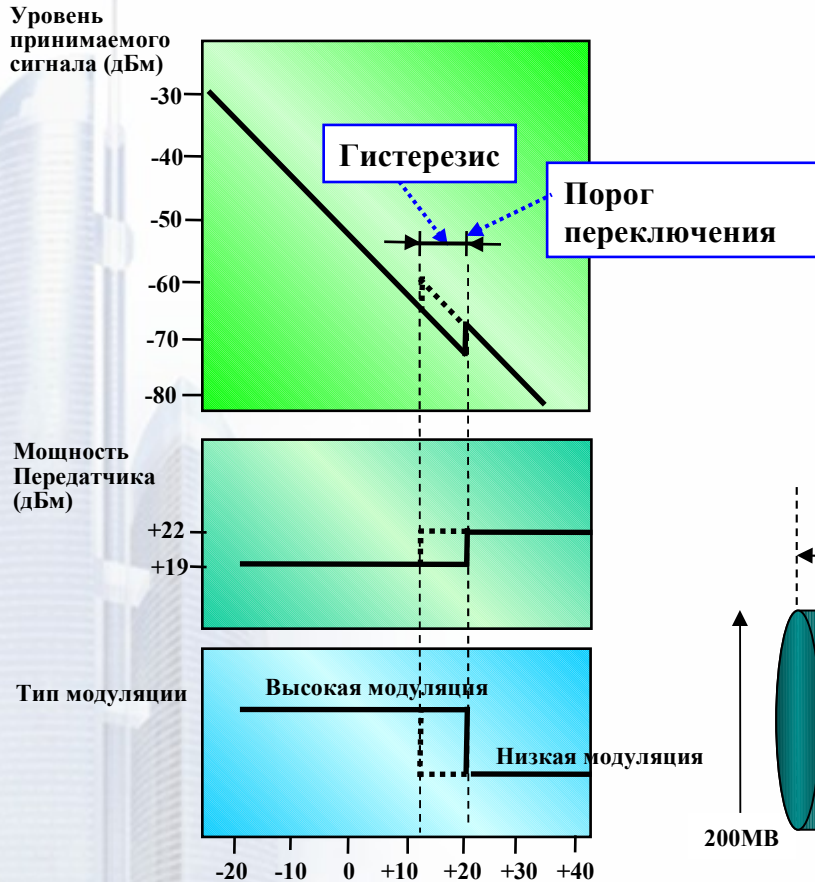 Уровень
принимаемого
сигнала (дБм)
-30
-40
-50
-60
-70
-80
Гистерезис
Порог
переключения
Мощность
Передатчика
(дБм)
+22
+19
Тип модуляции
Высокая модуляция
Низкая модуляция
200MB
-20 -10 0 +10 +20 +30 +40